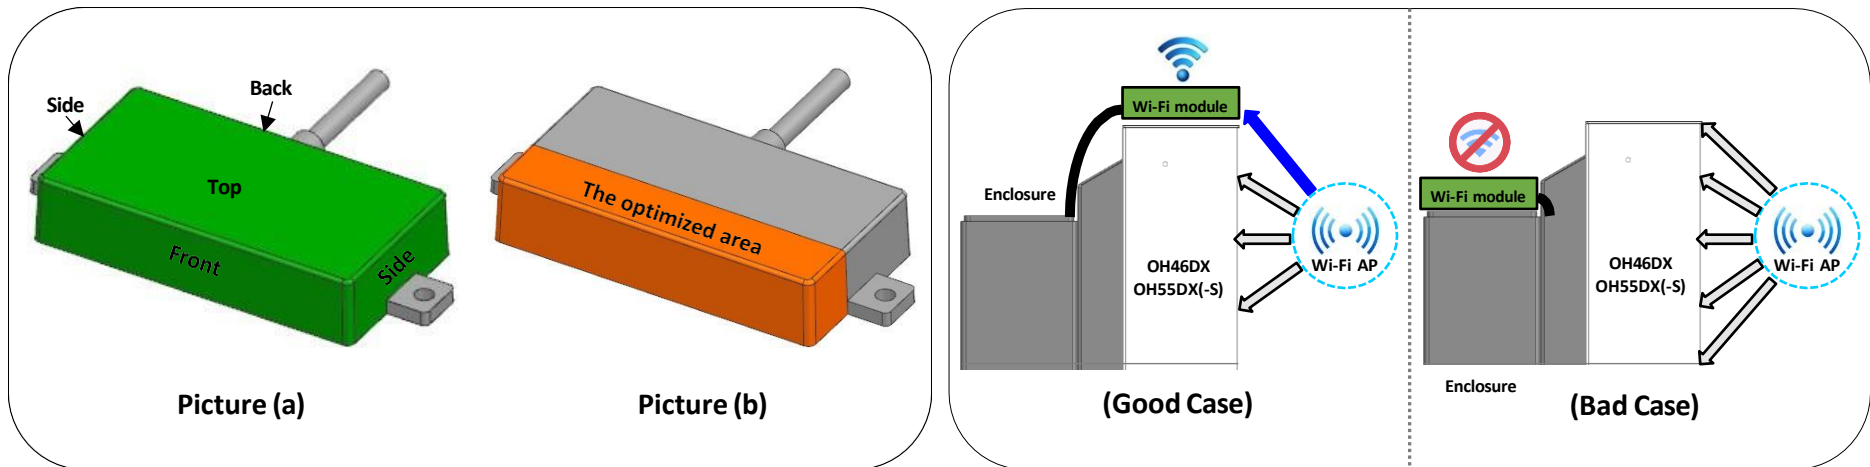 Side
Back
Top
Front
Side
Picture (a)
The optimized area
Picture (b)
Wi-Fi module
Enclosure
OH46DX
OH55DX(-S)
Wi-Fi AP
(Good Case)
Wi-Fi module
OH46DX
OH55DX(-S)
Wi-Fi AP
Enclosure
(Bad Case)